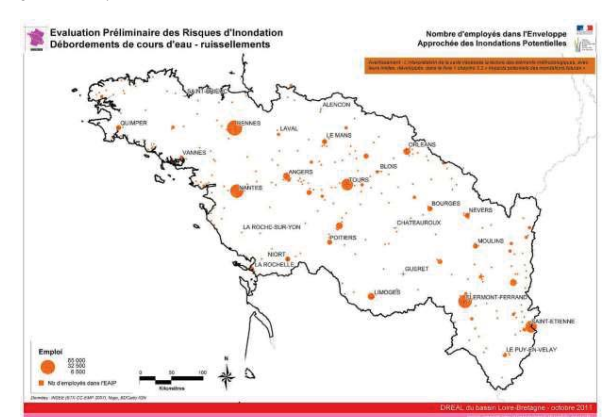 Evaluation Préliminaire des Risques d'Inondation
Débordements de cours d'eau - ruissellements
Nombre d'employés dans l'Enveloppe
Approchée des Inondations Potentielles
SAINT-BRIEUC
ALENCON
QUIMPER
RENNES
LAVAL
LE MANS
ORLEANS
VANNES
BLOIS
ANGERS
TOURS
NANTES
BOURGES
NEVERS
LA ROCHE-SUR-YON
CHATEAUROUX
POITIERS
MOULINS
NIORT
LA ROCHELLE
GUERET
LIMOGES
CLERMONT-FERRAND
SAINT-ETIENNE
LE PUY-EN-VELAY
Emploi
65 000
32 500
6 500
Nb d'employés dans l'EAIP
N
0 50 100
Kilomètres
DREAL du bassin Loire-Bretagne - octobre 2011